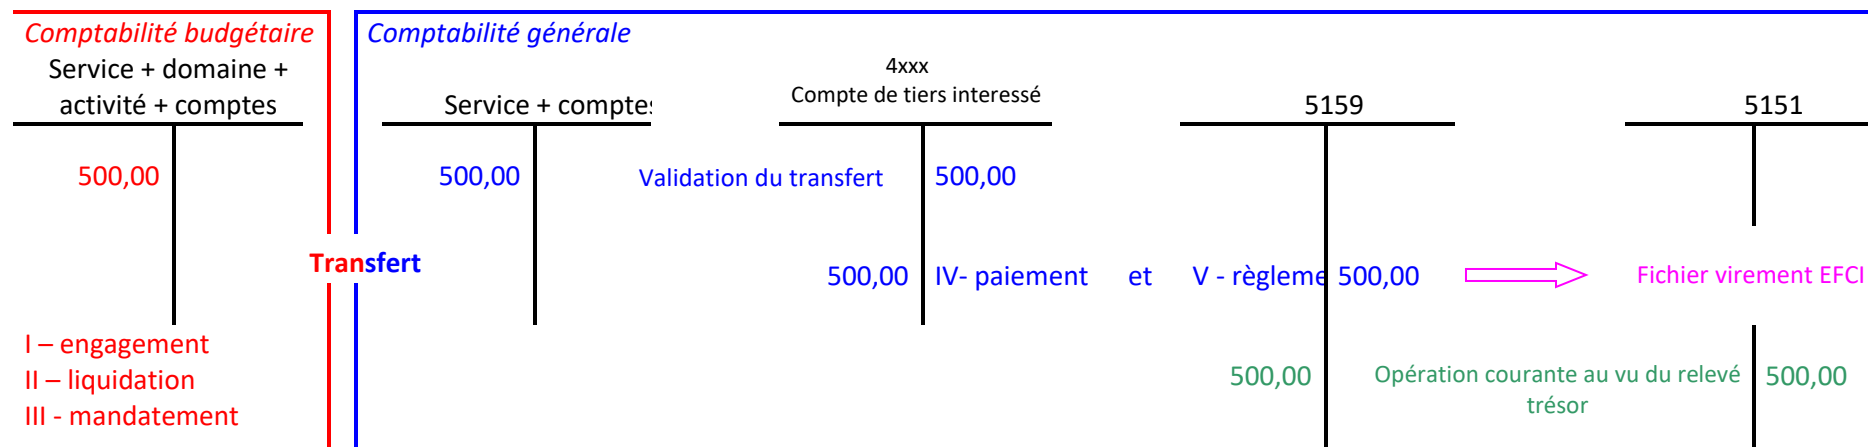 Comptabilité budgétaire
Service + domaine +
activité + comptes
500,00
I – engagement
II – liquidation
III - mandatement
Transfert
Comptabilité générale
Service + comptes
500,00
Validation du transfert
4xxx
Compte de tiers interessé
500,00
500,00
IV- paiement et V - règleme
5159
500,00
Fichier virement EFCI
5151
500,00
Opération courante au vu du relevé
trésor
500,00